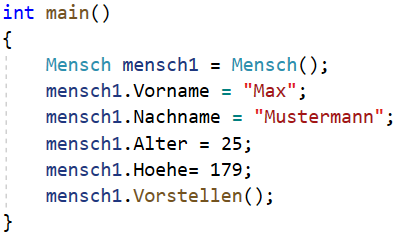 int main()
{
    Mensch mensch1 = Mensch();
    mensch1.Vorname = "Max";
    mensch1.Nachname = "Mustermann";
    mensch1.Alter = 25;
    mensch1.Hoehe= 179;
    mensch1.Vorstellen();
}